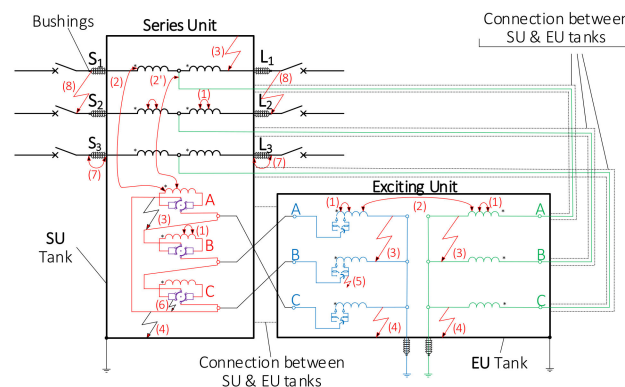 Series Unit
Connection between
SU & EU tanks
Bushings
S1
(2)
(2')
(3)
L1
(8)
(8)
S2
(1)
L2
S3
L3
(7)
(7)
A
(3)
(1)
B
C
(6)
(4)
SU
Tank
Exciting Unit
A
(1)
(2)
(1)
A
(3)
(3)
B
(5)
B
C
(4)
(4)
C
Connection between
SU & EU tanks
EU Tank